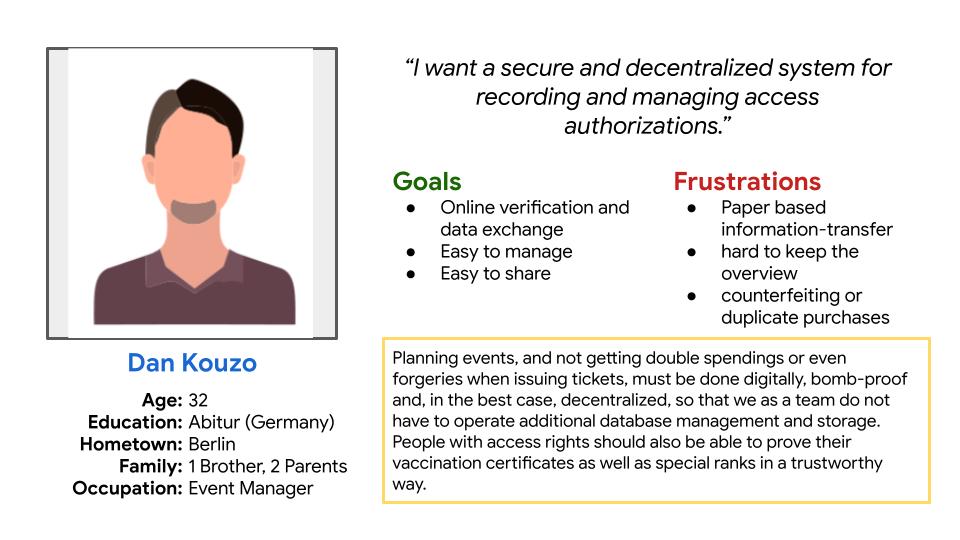 “I want a secure and decentralized system for
recording and managing access
authorizations.”
Goals
● Online verification and
data exchange
● Easy to manage
● Easy to share
Frustrations
● Paper based
information-transfer
● hard to keep the
overview
● counterfeiting or
duplicate purchases
Dan Kouzo
Age: 32
Education: Abitur (Germany)
Hometown: Berlin
Family: 1 Brother, 2 Parents
Occupation: Event Manager
Planning events, and not getting double spendings or even
forgeries when issuing tickets, must be done digitally, bomb-proof
and, in the best case, decentralized, so that we as a team do not
have to operate additional database management and storage.
People with access rights should also be able to prove their
vaccination certificates as well as special ranks in a trustworthy
way.